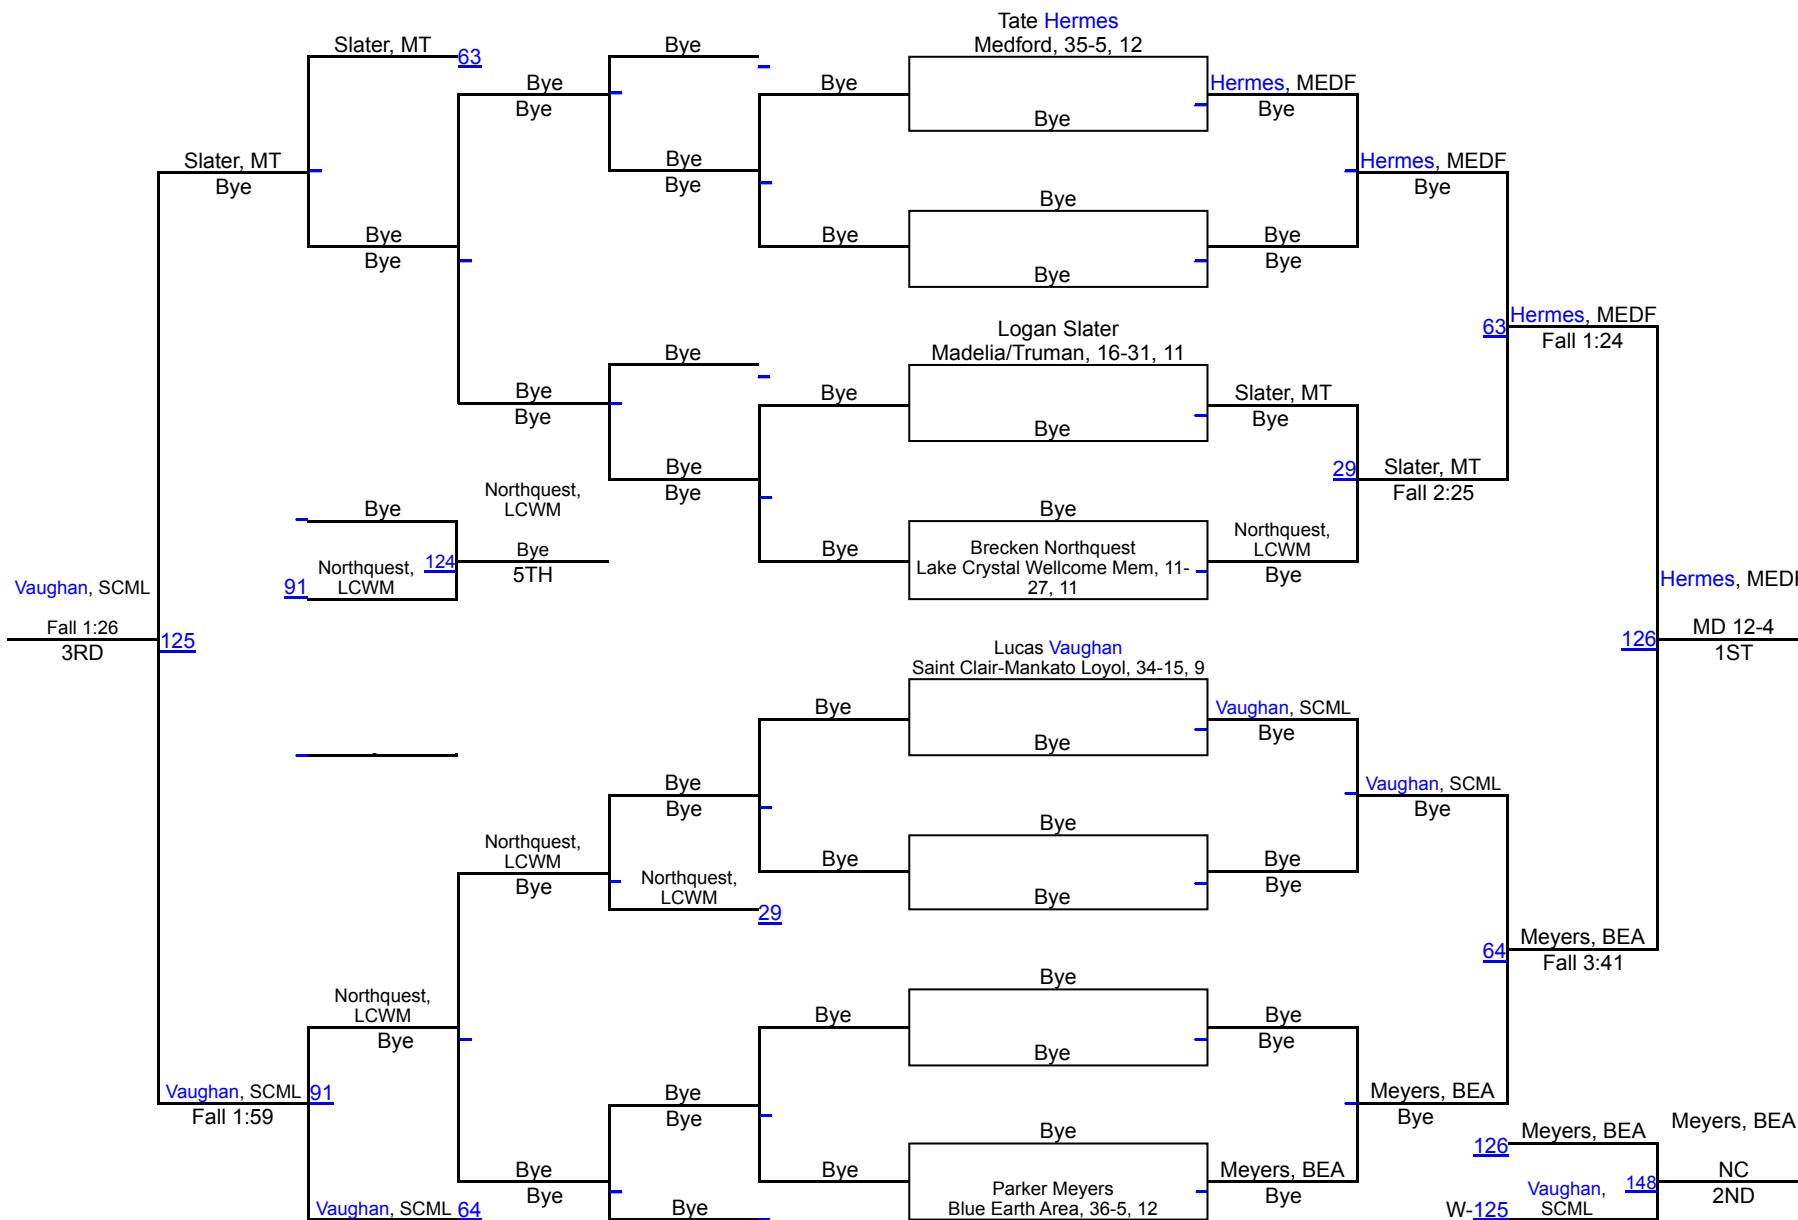 Tate Hermes
Medford, 35-5, 12
Slater, MT
63
Bye
Bye
Bye
Bye
Hermes, MEDF
Bye
Bye
Slater, MT
Bye
Bye
Bye
Hermes, MEDF
Bye
Bye
Bye
Bye
Bye
Bye
Bye
Bye
Bye
Logan Slater
Madelia/Truman, 16-31, 11
63
Hermes, MEDF
Fall 1:24
Bye
Bye
Bye
Bye
Slater, MT
Bye
Bye
Bye
Bye
29
Slater, MT
Fall 2:25
Bye
Northquest,
LCWM
Bye
Northquest,
LCWM
91
124
Bye
5TH
Bye
Brecken Northquest
Lake Crystal Wellcome Mem, 11-
27, 11
Northquest,
LCWM
Bye
Vaughan, SCML
Fall 1:26
3RD
125
Hermes, MEDF
126
MD 12-4
1ST
Lucas Vaughan
Saint Clair-Mankato Loyol, 34-15, 9
Bye
Bye
Vaughan, SCML
Bye
Bye
Bye
Vaughan, SCML
Bye
Northquest,
LCWM
Bye
Bye
Bye
Bye
Bye
Bye
Northquest,
LCWM
29
64
Meyers, BEA
Fall 3:41
Northquest,
LCWM
Bye
Bye
Bye
Bye
Bye
Bye
Vaughan, SCML
91
Fall 1:59
Bye
Bye
Meyers, BEA
Bye
Bye
Bye
Bye
Bye
Parker Meyers
Blue Earth Area, 36-5, 12
Meyers, BEA
Bye
Vaughan, SCML
64
Bye
Meyers, BEA
126
Meyers, BEA
Vaughan,
SCML
W-125
148
NC
2ND